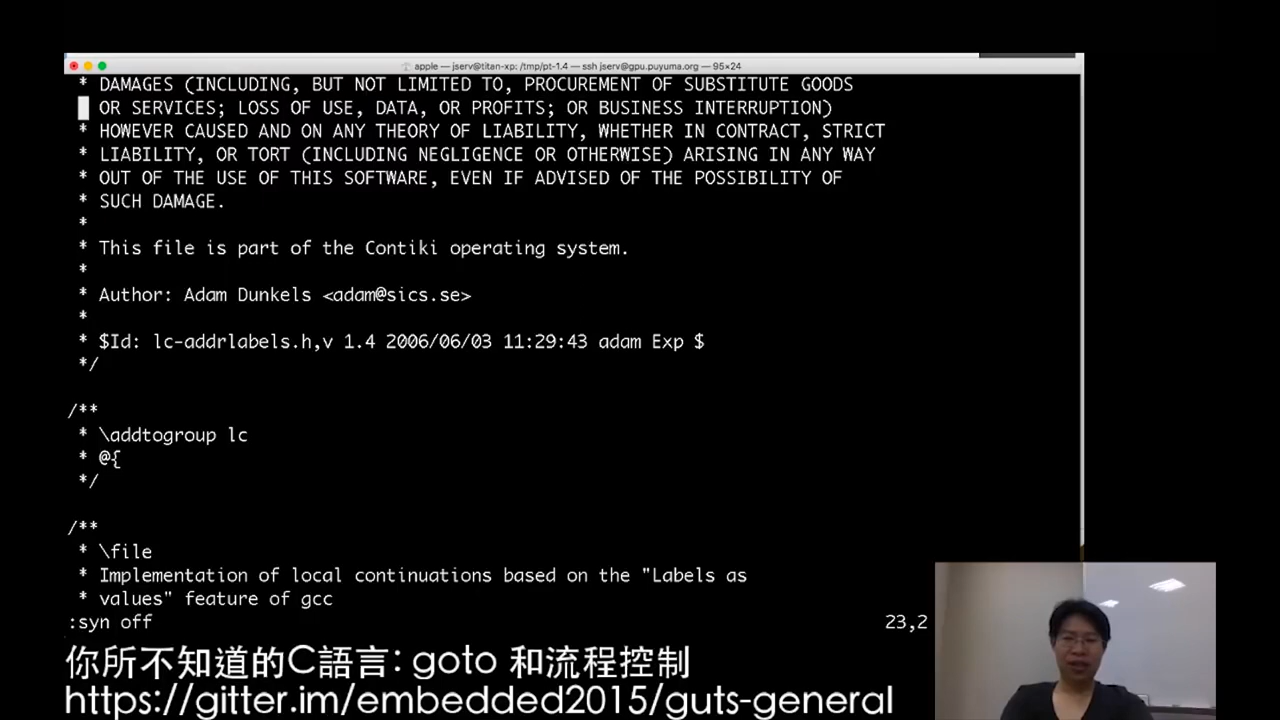 apple — jserv@titan-xp: /tmp/pt-1.4 — ssh jserv@gpu.puyuma.org — 95×24
* DAMAGES (INCLUDING, BUT NOT LIMITED TO, PROCUREMENT OF SUBSTITUTE GOODS
OR SERVICES; LOSS OF USE, DATA, OR PROFITS; OR BUSINESS INTERRUPTION)
* HOWEVER CAUSED AND ON ANY THEORY OF LIABILITY, WHETHER IN CONTRACT, STRICT
* LIABILITY, OR TORT (INCLUDING NEGLIGENCE OR OTHERWISE) ARISING IN ANY WAY
* OUT OF THE USE OF THIS SOFTWARE, EVEN IF ADVISED OF THE POSSIBILITY OF
* SUCH DAMAGE.
*
* This file is part of the Contiki operating system.
*
* Author: Adam Dunkels <adam@sics.se>
*
* $Id: lc-addrlabels.h,v 1.4 2006/06/03 11:29:43 adam Exp $
*/
/**
* \addtogroup lc
* @{
*/
/**
* \file
* Implementation of local continuations based on the "Labels as
* values" feature of gcc
:syn off 23,2
你所不知道的C語言: goto 和流程控制
https://gitter.im/embedded2015/guts-general